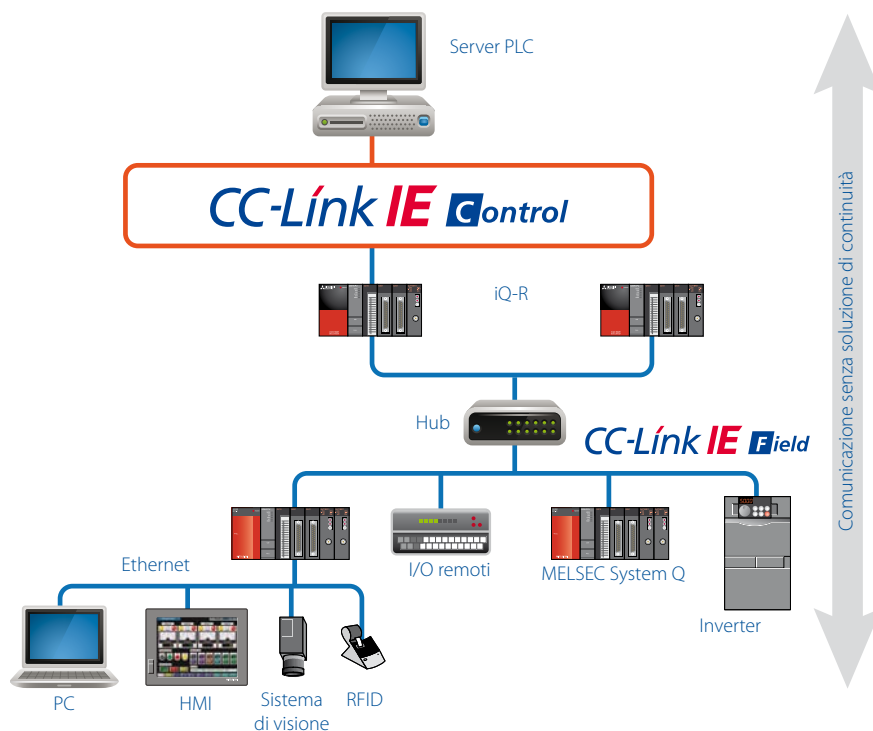 Server PLC
CC-Link IE Control
iQ-R
Hub
CC-Link IE Field
Ethernet
I/O remoti
MELSEC System Q
Inverter
PC
HMI
Sistema
di visione
RFID
Comunicazione senza soluzione di continuità